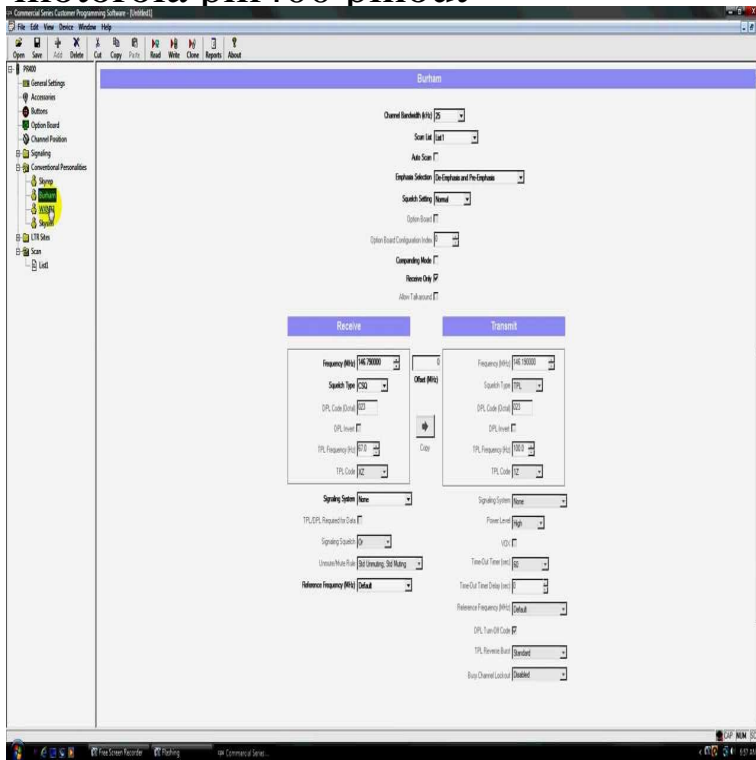 Commercial Series Customer Programming Software - [Untitled1]
File Edit View Device Window Help
Open Save Add Delete Cut Copy Paste Read Write Clone Reports About
PR400
General Settings
Accessories
Buttons
Option Board
Channel Position
Signaling
Conventional Personalities
Skyrep
Burham
LTR Sites
Scan
List1
Burham
Channel Bandwidth (kHz) 25
Scan List List1
Auto Scan
Emphasis Selection De-Emphasis and Pre-Emphasis
Squelch Setting Normal
Option Board
Option Board Configuration Index 0
Companding Mode
Receive Only
Allow Talkaround
Receive Transmit
Frequency (MHz) 146.790000 0 Frequency (MHz) 146.190000
Squelch Type CSQ Offset (MHz) Squelch Type TPL
DPL Code (Octal) 023 DPL Code (Octal) 023
DPL Invert DPL Invert
TPL Frequency (Hz) 67.0 Copy TPL Frequency (Hz) 100.0
TPL Code XZ TPL Code 1Z
Signaling System None Signaling System None
TPL/DPL Required for Data Power Level High
Signaling Squelch Or VOX
Unmute/Mute Rule Std Unmuting, Std Muting Time-Out Timer (sec) 60
Reference Frequency (MHz) Default Time-Out Timer Delay (sec) 0
Reference Frequency (MHz) Default
DPL Turn-Off Code
TPL Reverse Burst Standard
Busy Channel Lockout Disabled
CAP NUM
Free Screen Recorder Flashing Commercial Series...